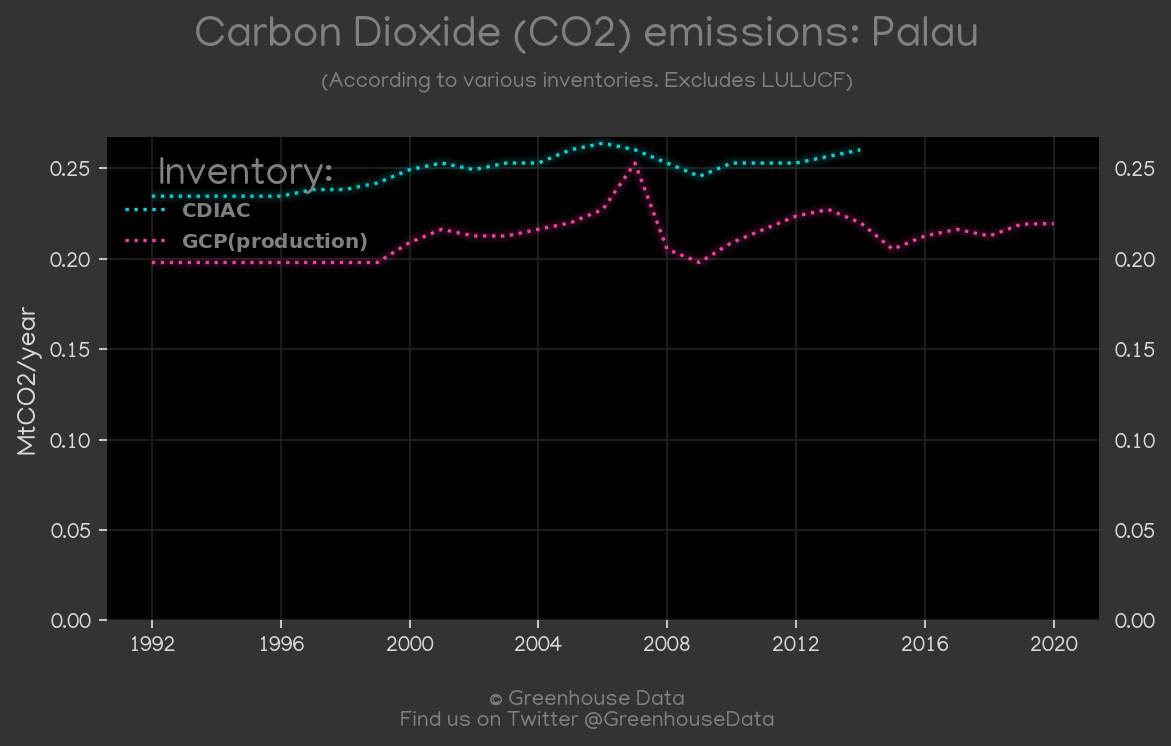 Carbon Dioxide (CO2) emissions: Palau
(According to various inventories. Excludes LULUCF)
Inventory:
CDIAC
GCP(production)
MtCO2/year
0.25
0.20
0.15
0.10
0.05
0.00
0.25
0.20
0.15
0.10
0.05
0.00
1992 1996 2000 2004 2008 2012 2016 2020
© Greenhouse Data
Find us on Twitter @GreenhouseData